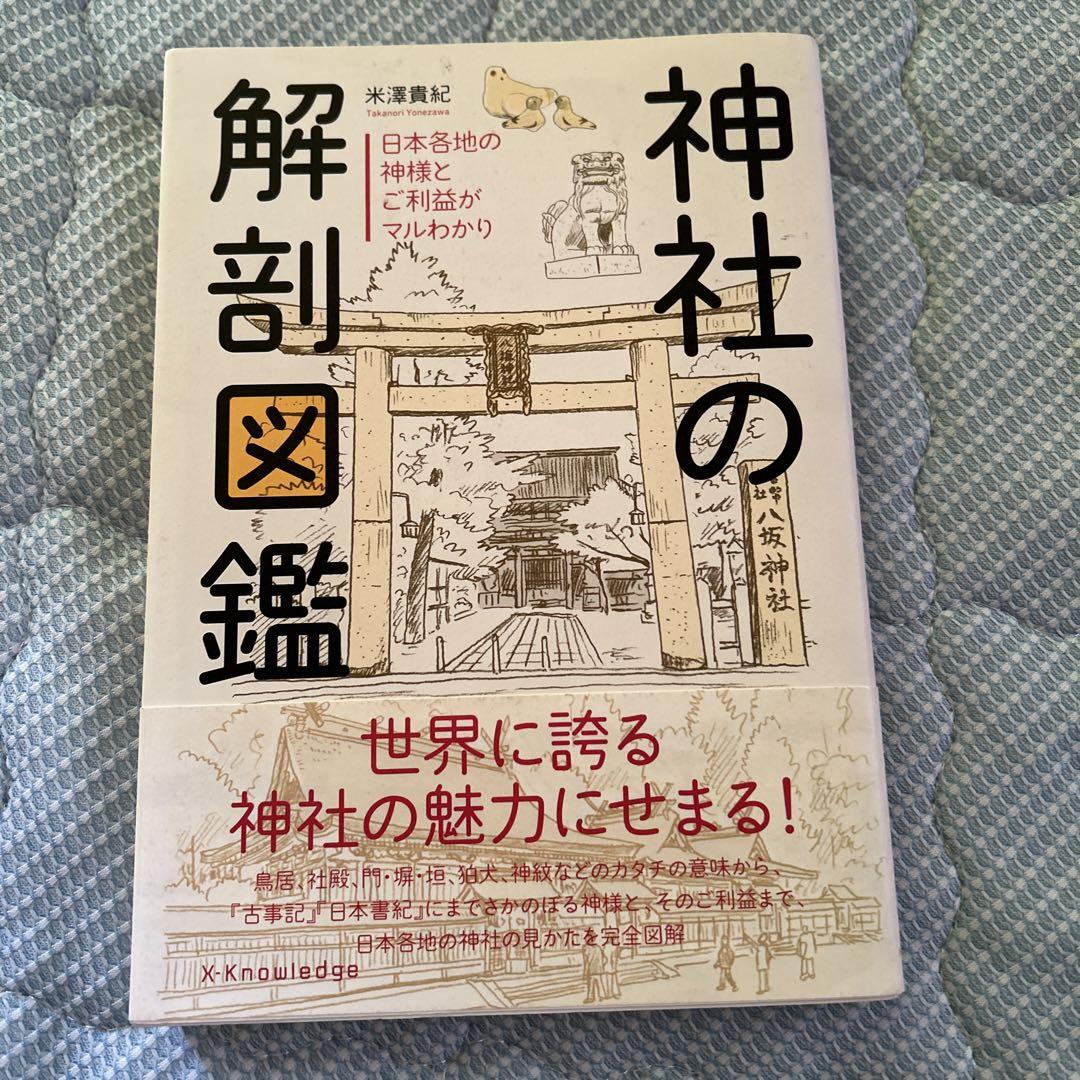 神社の
解剖図鑑
米澤貴紀
Takanori Yonezawa
日本各地の
神様と
ご利益が
マルわかり
八坂神社
世界に誇る
神社の魅力にせまる!
鳥居、社殿、門・塀・垣、狛犬、神紋などのカタチの意味から、
『古事記』『日本書紀』にまでさかのぼる神様と、そのご利益まで、
日本各地の神社の見かたを完全図解
X-Knowledge